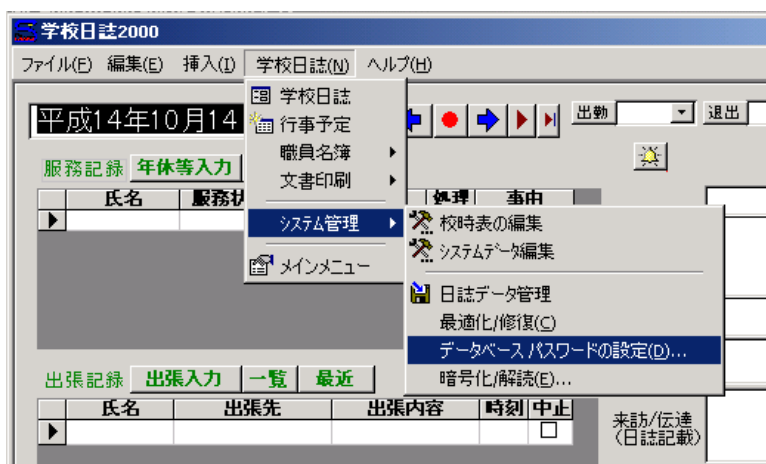 学校日誌2000
ファイル(F) 編集(E) 挿入(I) 学校日誌(N) ヘルプ(H)
平成14年10月14
学校日誌
行事予定
職員名簿
文書印刷
システム管理
メインメニュー
出勤
退出
服務記録 年休等入力
氏名 服務状 処理 事由
校時表の編集
システムデータ編集
日誌データ管理
最適化/修復(C)
データベース パスワードの設定(D)...
暗号化/解読(E)...
出張記録 出張入力 一覧 最近
氏名 出張先 出張内容 時刻 中止
来訪/伝達
(日誌記載)